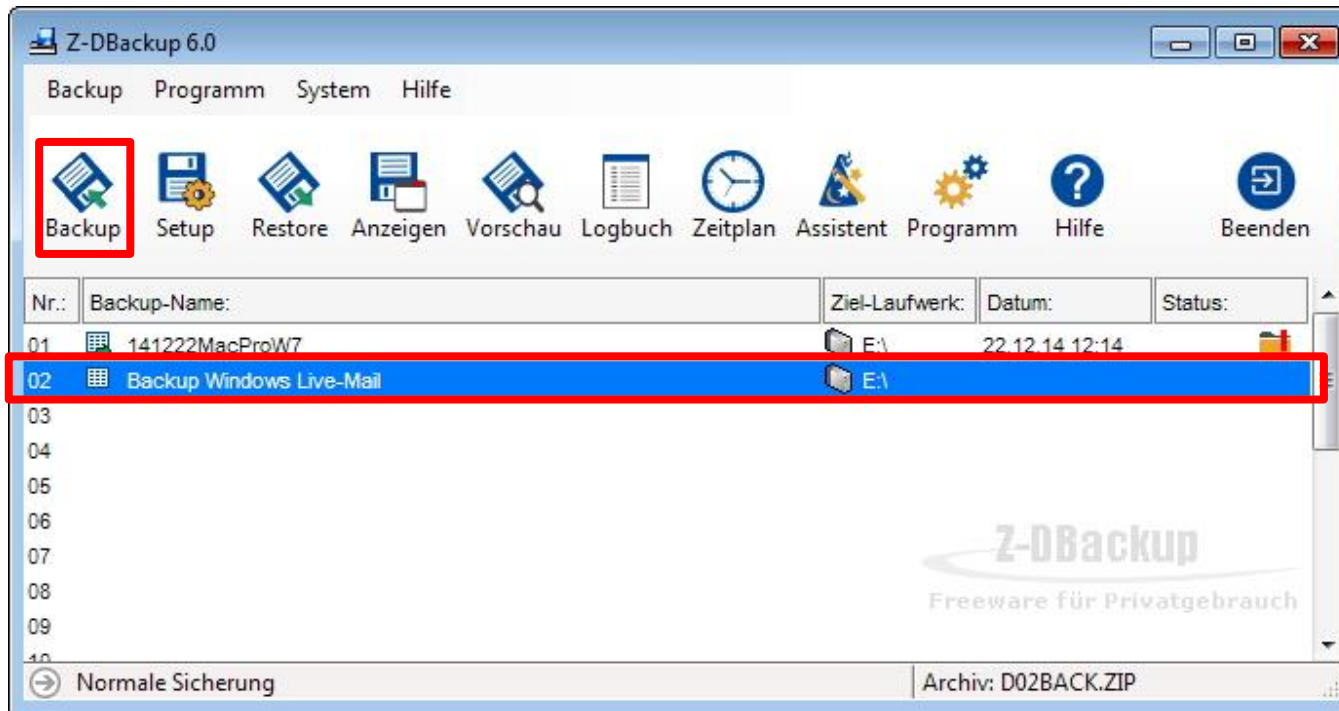 Z-DBackup 6.0
Backup Programm System Hilfe
Backup Setup Restore Anzeigen Vorschau Logbuch Zeitplan Assistent Programm Hilfe Beenden
Nr.: Backup-Name: Ziel-Laufwerk: Datum: Status:
01 141222MacProW7 E:\ 22.12.14 12:14
02 Backup Windows Live-Mail E:\
03
04
05
06
07
08
09
10
Z-DBackup
Freeware für Privatgebrauch
Normale Sicherung Archiv: D02BACK.ZIP